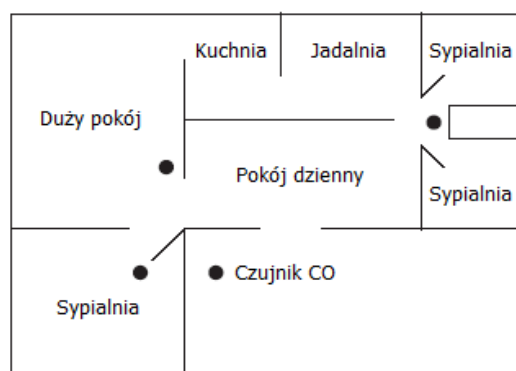 Kuchnia
Jadalnia
Sypialnia
Duży pokój
Pokój dzienny
Sypialnia
Czujnik CO
Sypialnia